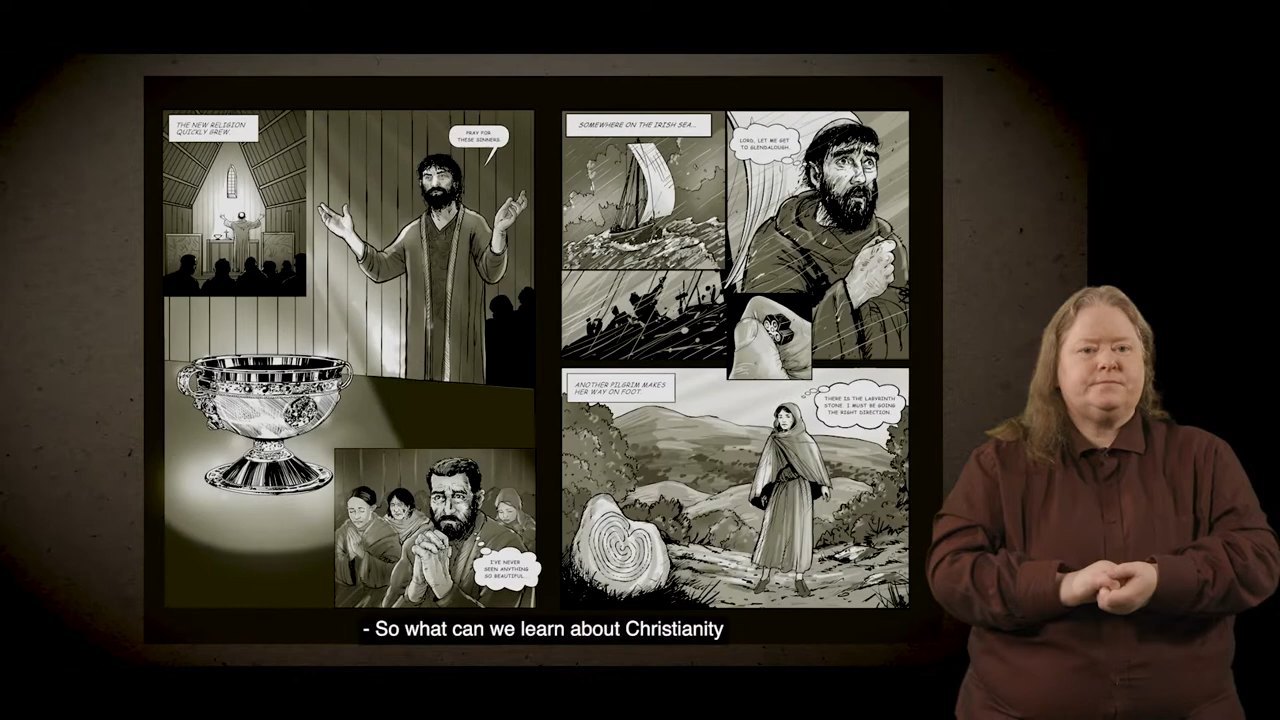 THE NEW RELIGION
QUICKLY GREW.
PRAY FOR
THESE SINNERS.
I'VE NEVER
SEEN ANYTHING
SO BEAUTIFUL.
SOMEWHERE ON THE IRISH SEA...
LORD, LET ME GET
TO GLENDALOUGH.
ANOTHER PILGRIM MAKES
HER WAY ON FOOT.
THERE IS THE LABYRINTH
STONE. I MUST BE GOING
THE RIGHT DIRECTION.
- So what can we learn about Christianity